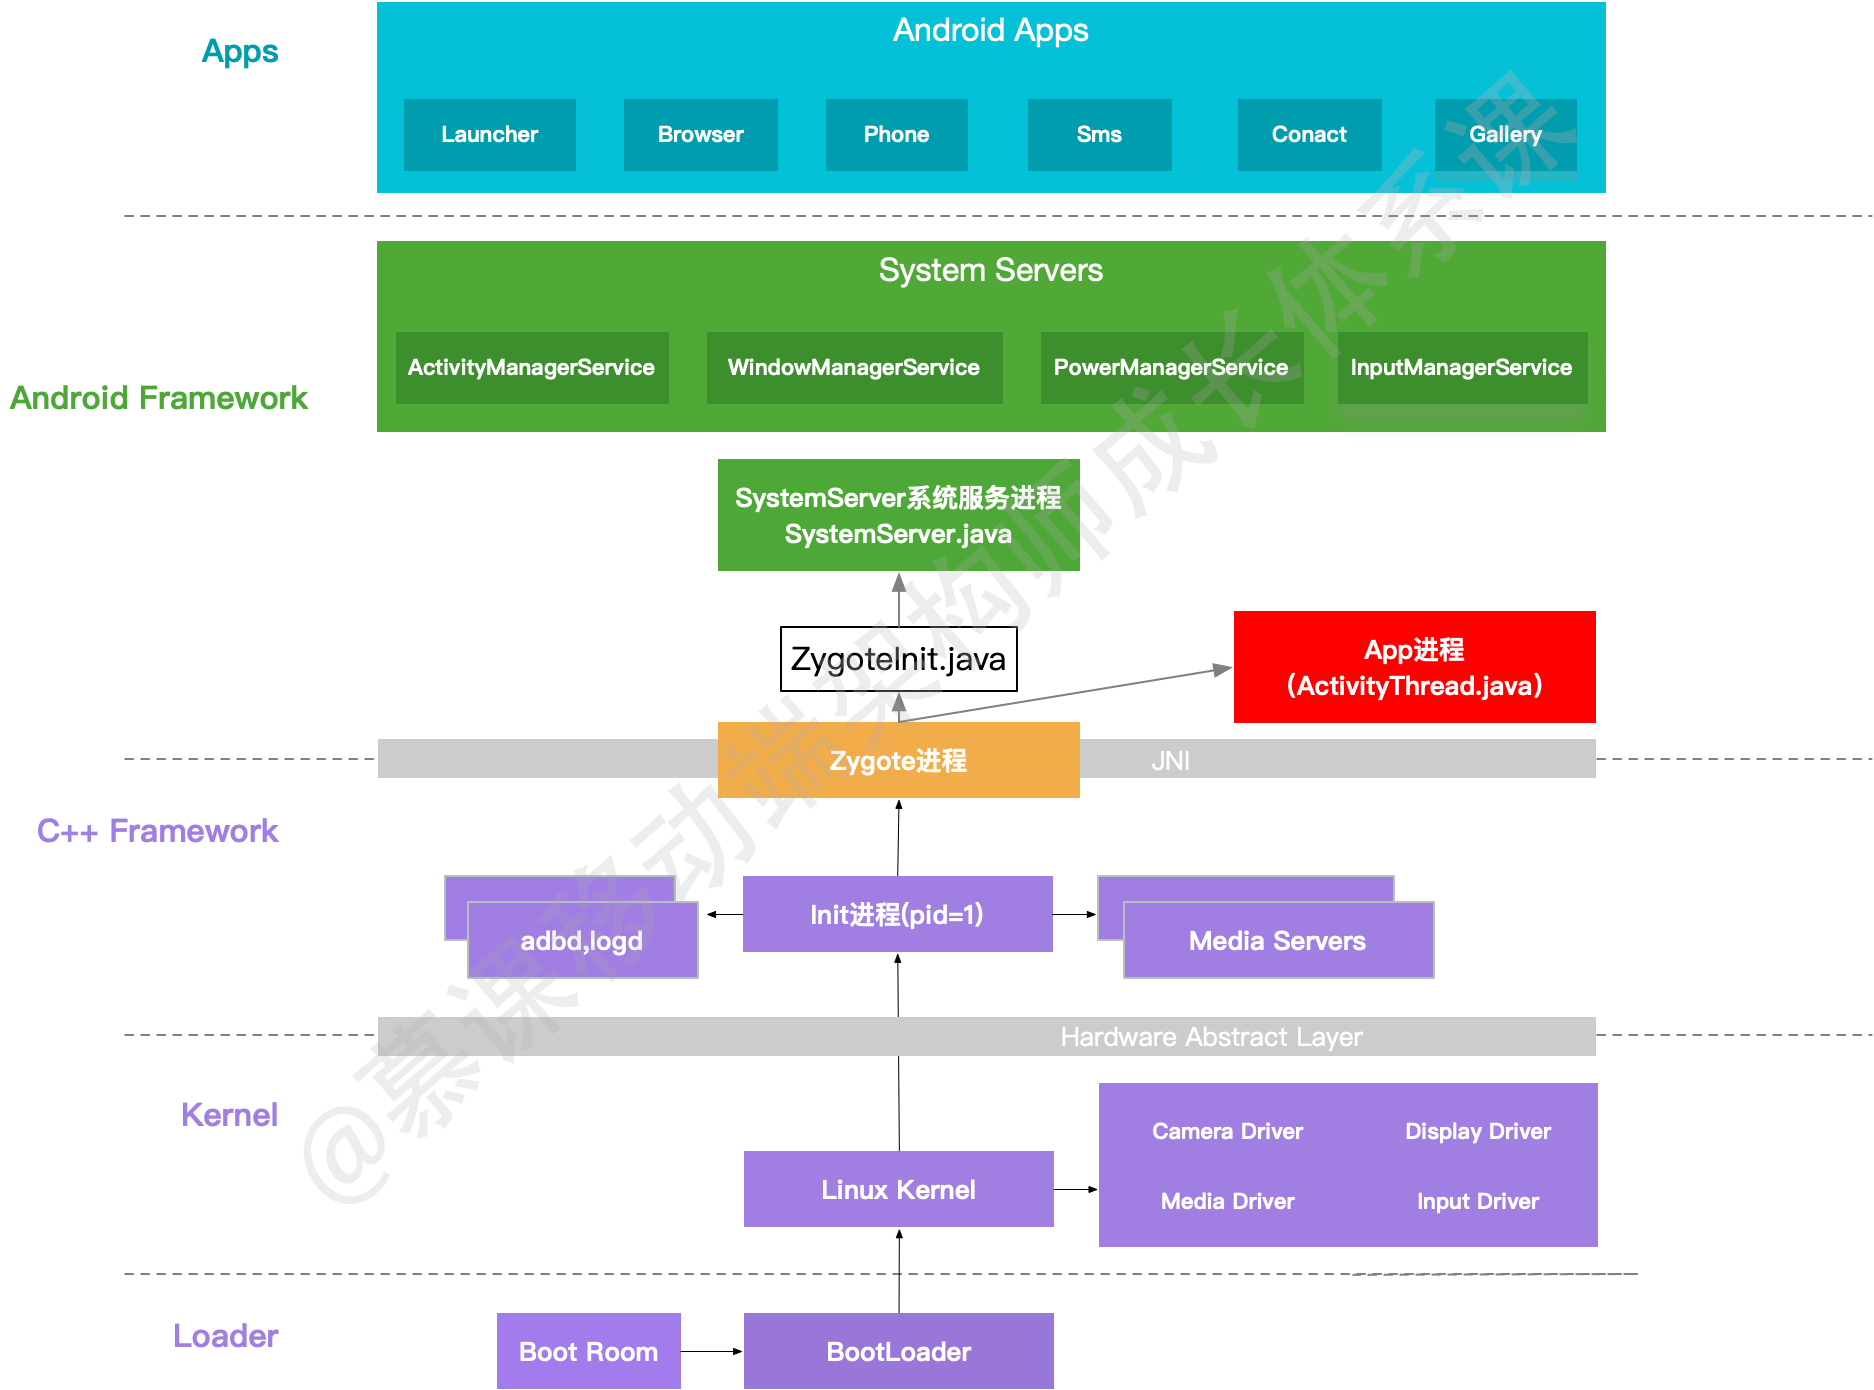 Apps
Android Apps
Launcher
Browser
Phone
Sms
Conact
Gallery
System Servers
ActivityManagerService
WindowManagerService
PowerManagerService
InputManagerService
Android Framework
SystemServer系统服务进程
SystemServer.java
ZygoteInit.java
App进程
(ActivityThread.java)
Zygote进程
JNI
C++ Framework
Init进程(pid=1)
adbd,logd
Media Servers
Hardware Abstract Layer
Kernel
Camera Driver
Display Driver
Linux Kernel
Media Driver
Input Driver
Loader
Boot Room
BootLoader
@慕课移动端架构师成长体系课